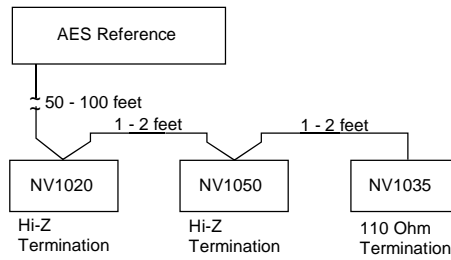 AES Reference
50 - 100 feet
1 - 2 feet
1 - 2 feet
NV1020
NV1050
NV1035
Hi-Z
Termination
Hi-Z
Termination
110 Ohm
Termination